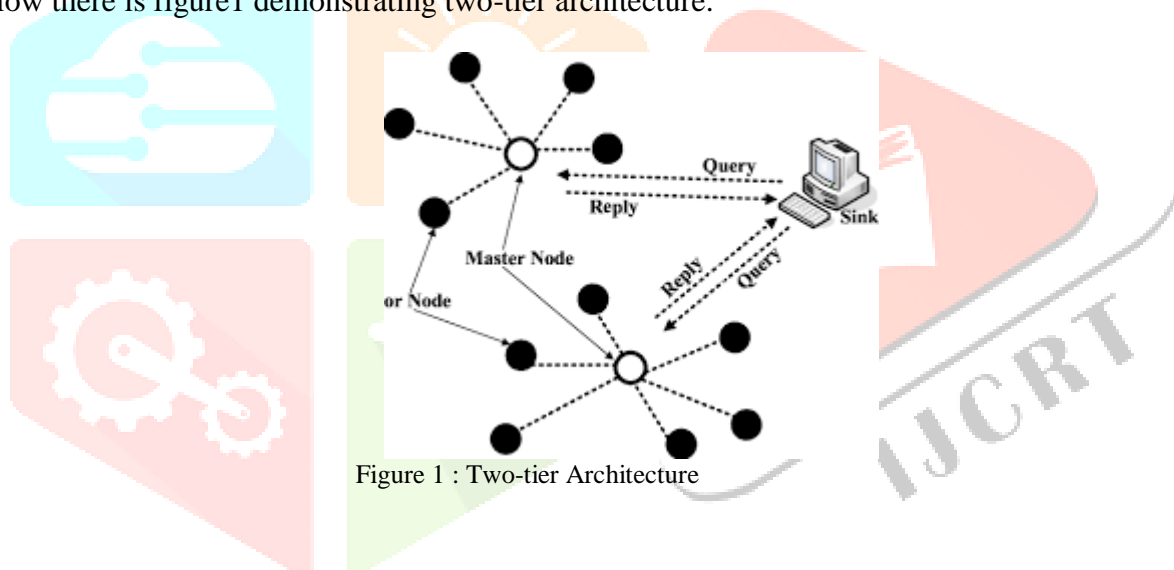 ow there is figure1 demonstrating two-tier architecture.
Query
Reply
Sink
Master Node
Reply
Query
or Node
Figure 1 : Two-tier Architecture
IJCRT